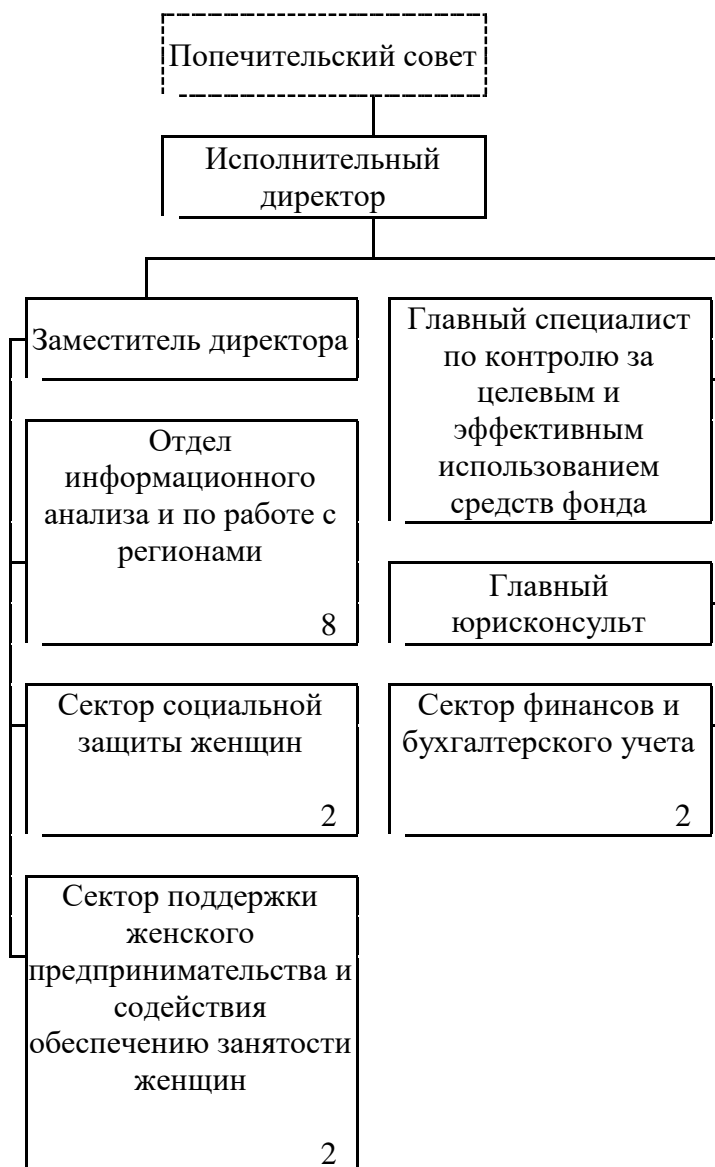 Попечительский совет
Исполнительный
директор
Заместитель директора
Главный специалист
по контролю за
целевым и
эффективным
использованием
средств фонда
Отдел
информационного
анализа и по работе с
регионами
8
Главный
юрисконсульт
Сектор социальной
защиты женщин
2
Сектор финансов и
бухгалтерского учета
2
Сектор поддержки
женского
предпринимательства и
содействия
обеспечению занятости
женщин
2